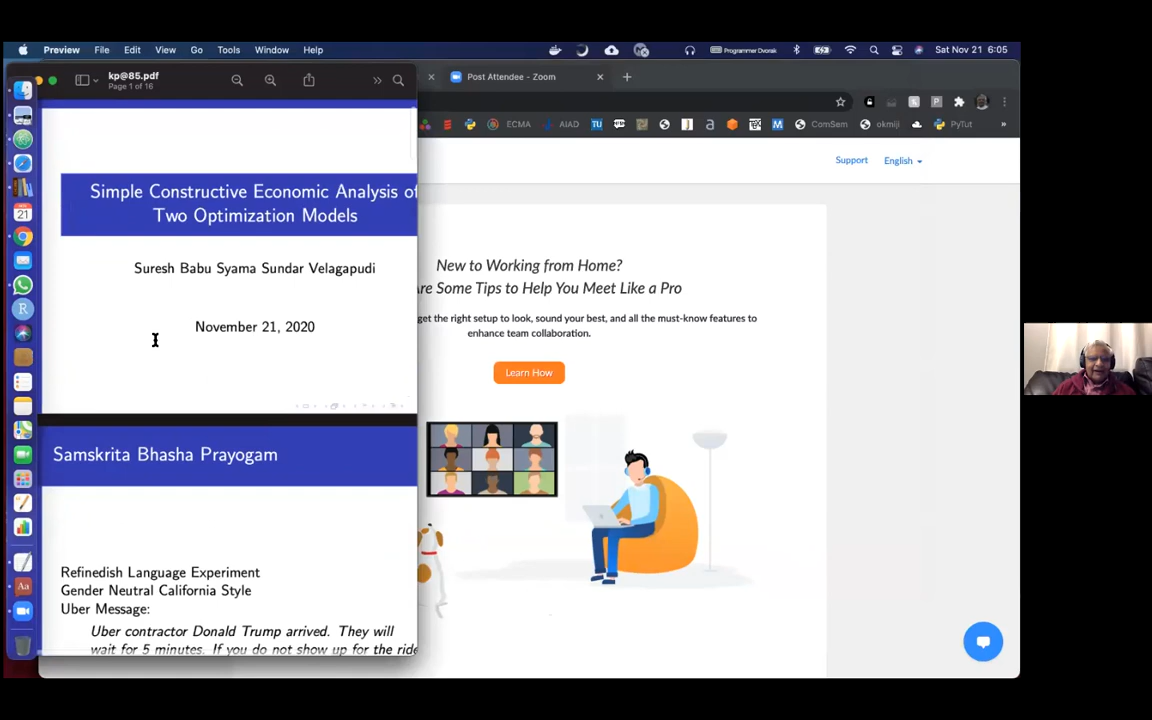 Preview File Edit View Go Tools Window Help
Programmer Dvorak
Sat Nov 21 6:05
kp@85.pdf
Page 1 of 16
Post Attendee - Zoom
ECMA
AIAD
TU
ComSem
okmiji
PyTut
Support
English
Simple Constructive Economic Analysis of
Two Optimization Models
Suresh Babu Syama Sundar Velagapudi
November 21, 2020
Samskrita Bhasha Prayogam
Refinedish Language Experiment
Gender Neutral California Style
Uber Message:
Uber contractor Donald Trump arrived. They will
wait for 5 minutes. If you do not show up for the ride
New to Working from Home?
re Some Tips to Help You Meet Like a Pro
get the right setup to look, sound your best, and all the must-know features to
enhance team collaboration.
Learn How